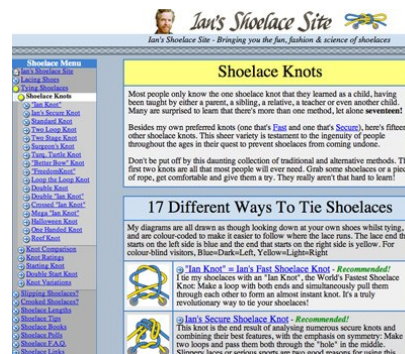 Ian's Shoelace Site
Ian's Shoelace Site - Bringing you the fun, fashion & science of shoelaces
Shoelace Menu
Ian's Shoelace Site
Lacing Shoes
Tying Shoelaces
Shoelace Knots
"Ian Knot"
Ian's Secure Knot
Standard Knot
Two Loop Knot
Two Stage Knot
Surgeon's Knot
Turq. Turtle Knot
"Better Bow" Knot
"FreedomKnot"
Loop the Loop Knot
Double Knot
Double "Ian Knot"
Crossed "Ian Knot"
Mega "Ian Knot"
Halloween Knot
One Handed Knot
Reef Knot
Knot Comparison
Knot Ratings
Starting Knot
Double Start Knot
Knot Variations
Slipping Shoelaces?
Crooked Shoelaces?
Shoelace Lengths
Shoelace Tips
Shoelace Books
Shoelace Polls
Shoelace F.A.Q.
Shoelace Links
Shoelace Knots
Most people only know the one shoelace knot that they learned as a child, having
been taught by either a parent, a sibling, a relative, a teacher or even another child.
Many are surprised to learn that there's more than one method, let alone seventeen!
Besides my own preferred knots (one that's Fast and one that's Secure), here's fifteen
other shoelace knots. This sheer variety is testament to the ingenuity of people
throughout the ages in their quest to prevent shoelaces from coming undone.
Don't be put off by this daunting collection of traditional and alternative methods. Th
first two knots are all that most people will ever need. Grab some shoelaces or a piec
of rope, get comfortable and give them a try. They really aren't that hard to learn!
17 Different Ways To Tie Shoelaces
My diagrams are all drawn as though looking down at your own shoes whilst tying,
and are colour-coded to make it easier to follow where the lace runs. The lace end th
starts on the left side is blue and the end that starts on the right side is yellow. For
colour-blind visitors, Blue=Dark=Left, Yellow=Light=Right
"Ian Knot" = Ian's Fast Shoelace Knot - Recommended!
I tie my shoelaces with an "Ian Knot", the World's Fastest Shoelace
Knot: Make a loop with both ends and simultaneously pull them
through each other to form an almost instant knot. It's a truly
revolutionary way to tie your shoelaces!
Ian's Secure Shoelace Knot - Recommended!
This knot is the end result of analysing numerous secure knots and
combining their best features, with the emphasis on symmetry: Make
two loops and pass them both through the "hole" in the middle.
Slippery laces or serious sports are two good reasons for using this